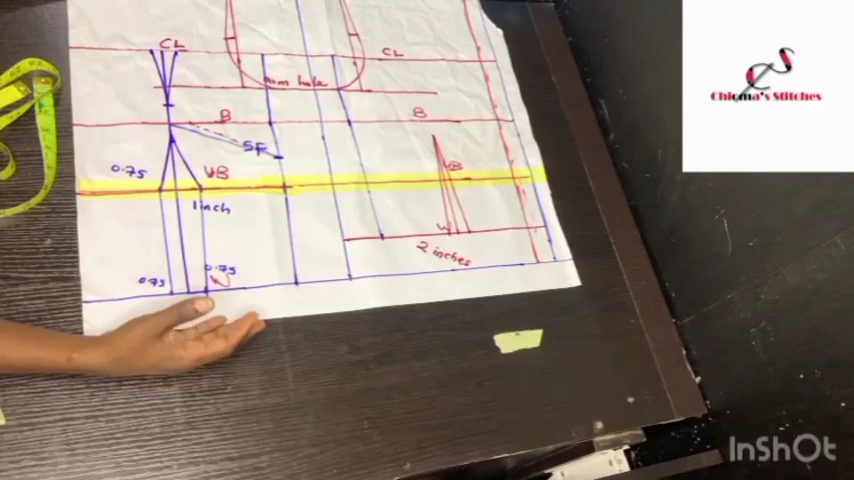 CL
CL
arm hole
B
B
SF
0.75
UB
UB
1inch
W
2 inches
0.75
0.75
Chioma's Stitches
InShOt